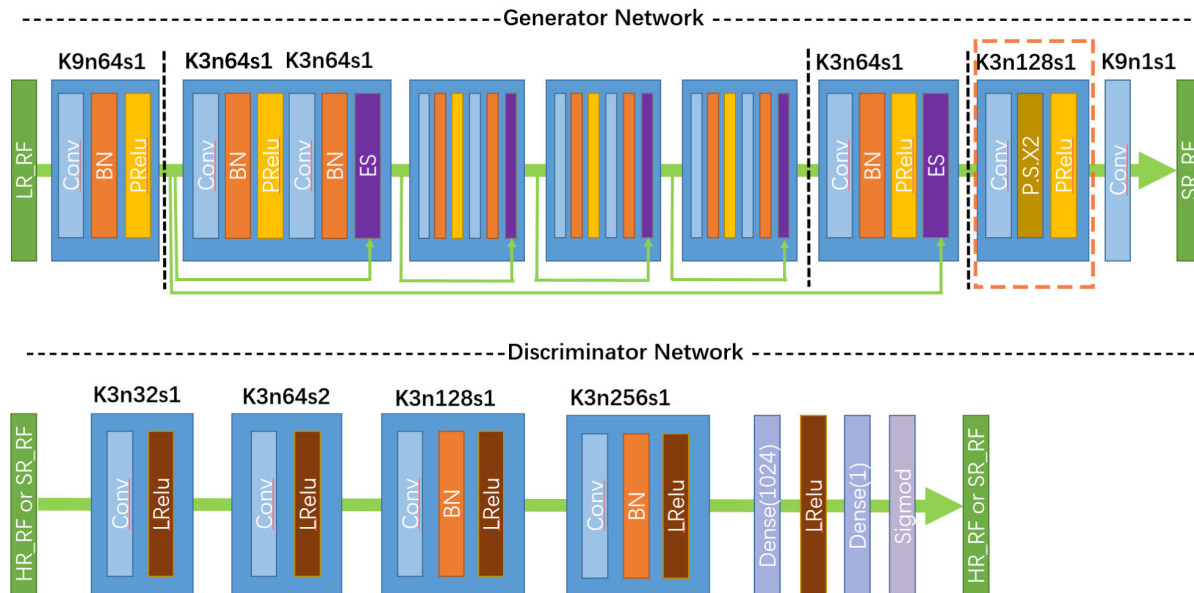 Generator Network
K9n64s1
K3n64s1 K3n64s1
K3n64s1
K3n128s1
K9n1s1
LR_RF
Conv
BN
PRelu
Conv
BN
PRelu
Conv
BN
ES
Conv
BN
PRelu
ES
Conv
P.S.X2
PRelu
Conv
SR_RF
Discriminator Network
K3n32s1
K3n64s2
K3n128s1
K3n256s1
HR_RF or SR_RF
Conv
LRelu
Conv
LRelu
Conv
BN
LRelu
Conv
BN
LRelu
Dense(1024)
LRelu
Dense(1)
Sigmod
HR_RF or SR_RF